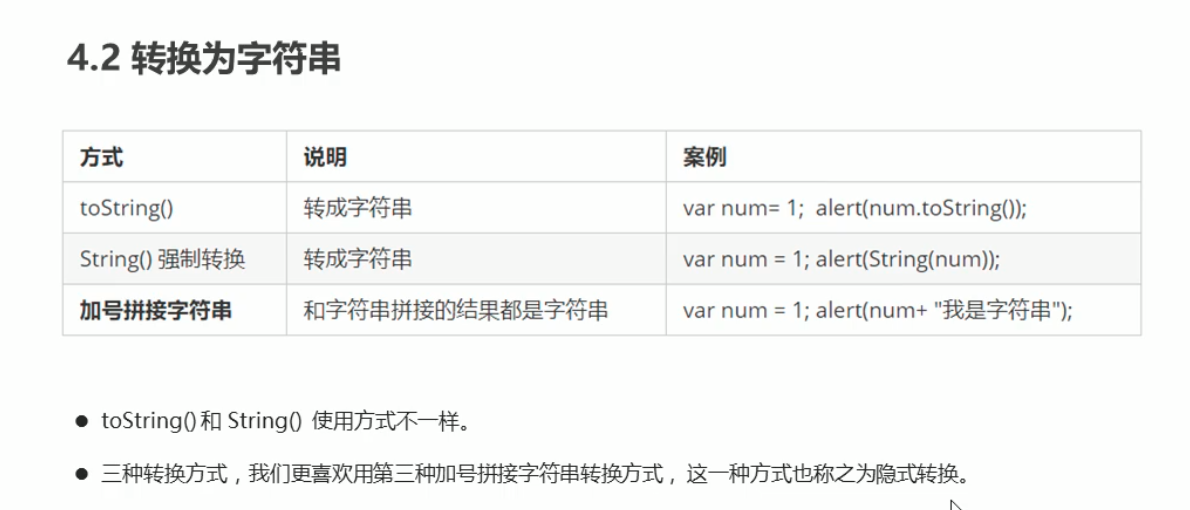 4.2 转换为字符串
方式 说明 案例
toString() 转成字符串 var num= 1;  alert(num.toString());
String() 强制转换 转成字符串 var num = 1; alert(String(num));
加号拼接字符串 和字符串拼接的结果都是字符串 var num = 1; alert(num+ "我是字符串");
● toString()和 String() 使用方式不一样。
● 三种转换方式，我们更喜欢用第三种加号拼接字符串转换方式，这一种方式也称之为隐式转换。